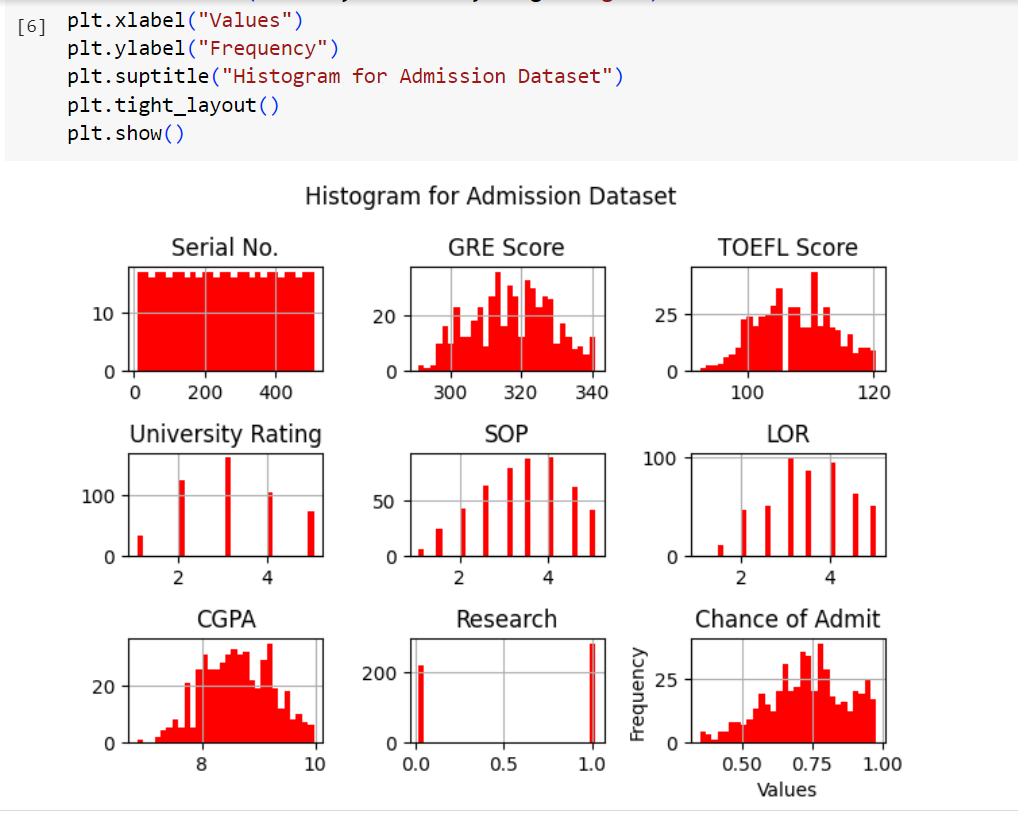 [6]
plt.xlabel("Values")
plt.ylabel("Frequency")
plt.suptitle("Histogram for Admission Dataset")
plt.tight_layout()
plt.show()
Histogram for Admission Dataset
Serial No.
10
0
0 200 400
GRE Score
20
0
300 320 340
TOEFL Score
25
0
100 120
University Rating
100
0
2 4
SOP
50
0
2 4
LOR
100
0
2 4
CGPA
20
0
8 10
Research
200
0
0.0 0.5 1.0
Chance of Admit
Frequency
25
0
0.50 0.75 1.00
Values